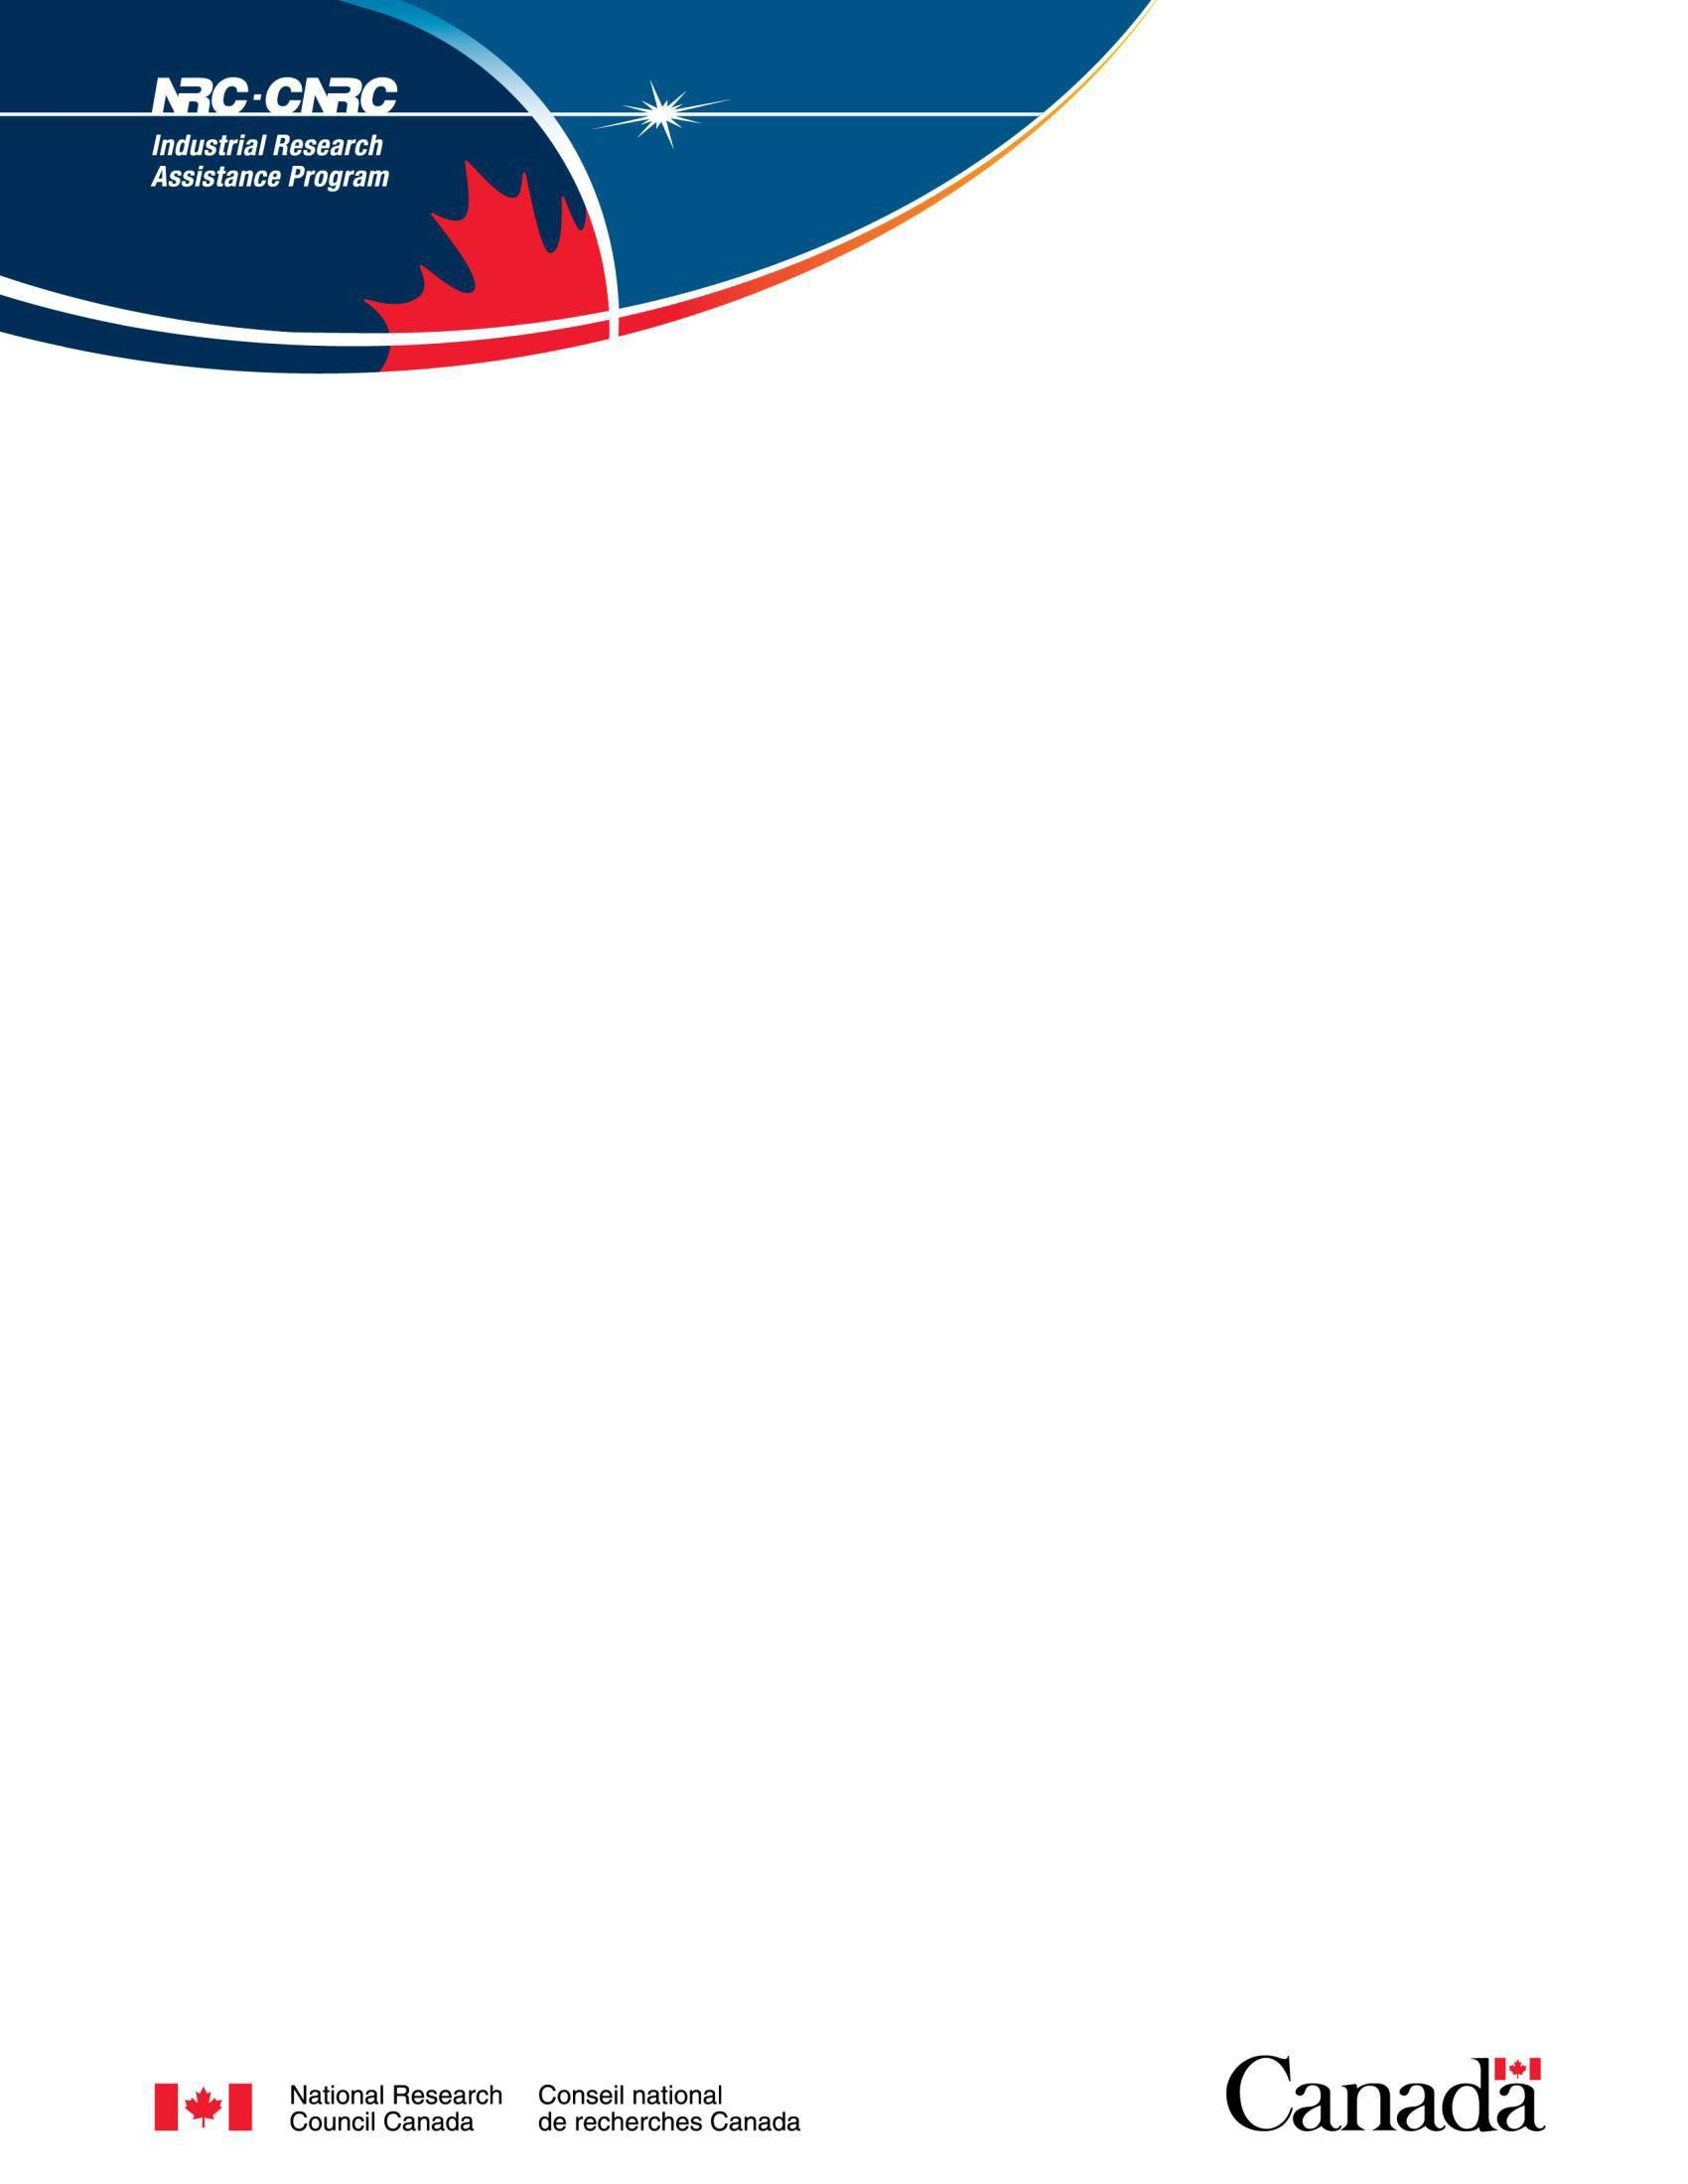 NRC·CNRC
Industrial Research
Assistance Program
National Research
Council Canada
Conseil national
de recherches Canada
Canada